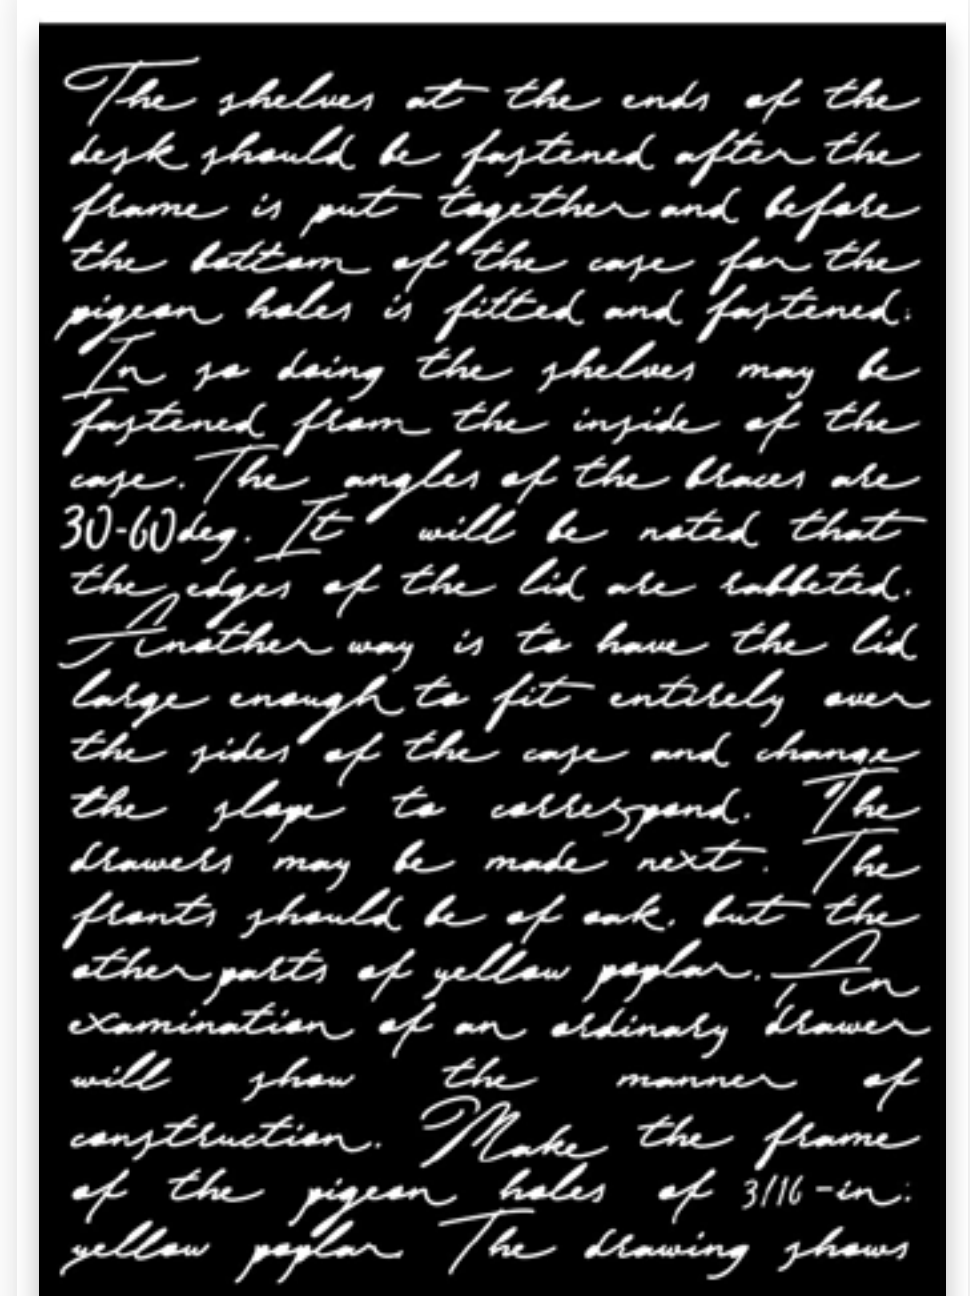 The shelves at the ends of the
desk should be fastened after the
frame is put together and before
the bottom of the case for the
pigeon holes is fitted and fastened.
In so doing the shelves may be
fastened from the inside of the
case. The angles of the braces are
30-60deg. It will be noted that
the edges of the lid are rabbeted.
Another way is to have the lid
large enough to fit entirely over
the sides of the case and change
the slope to correspond. The
drawers may be made next. The
fronts should be of oak, but the
other parts of yellow poplar. An
examination of an ordinary drawer
will show the manner of
construction. Make the frame
of the pigeon holes of 3/16-in.
yellow poplar. The drawing shows